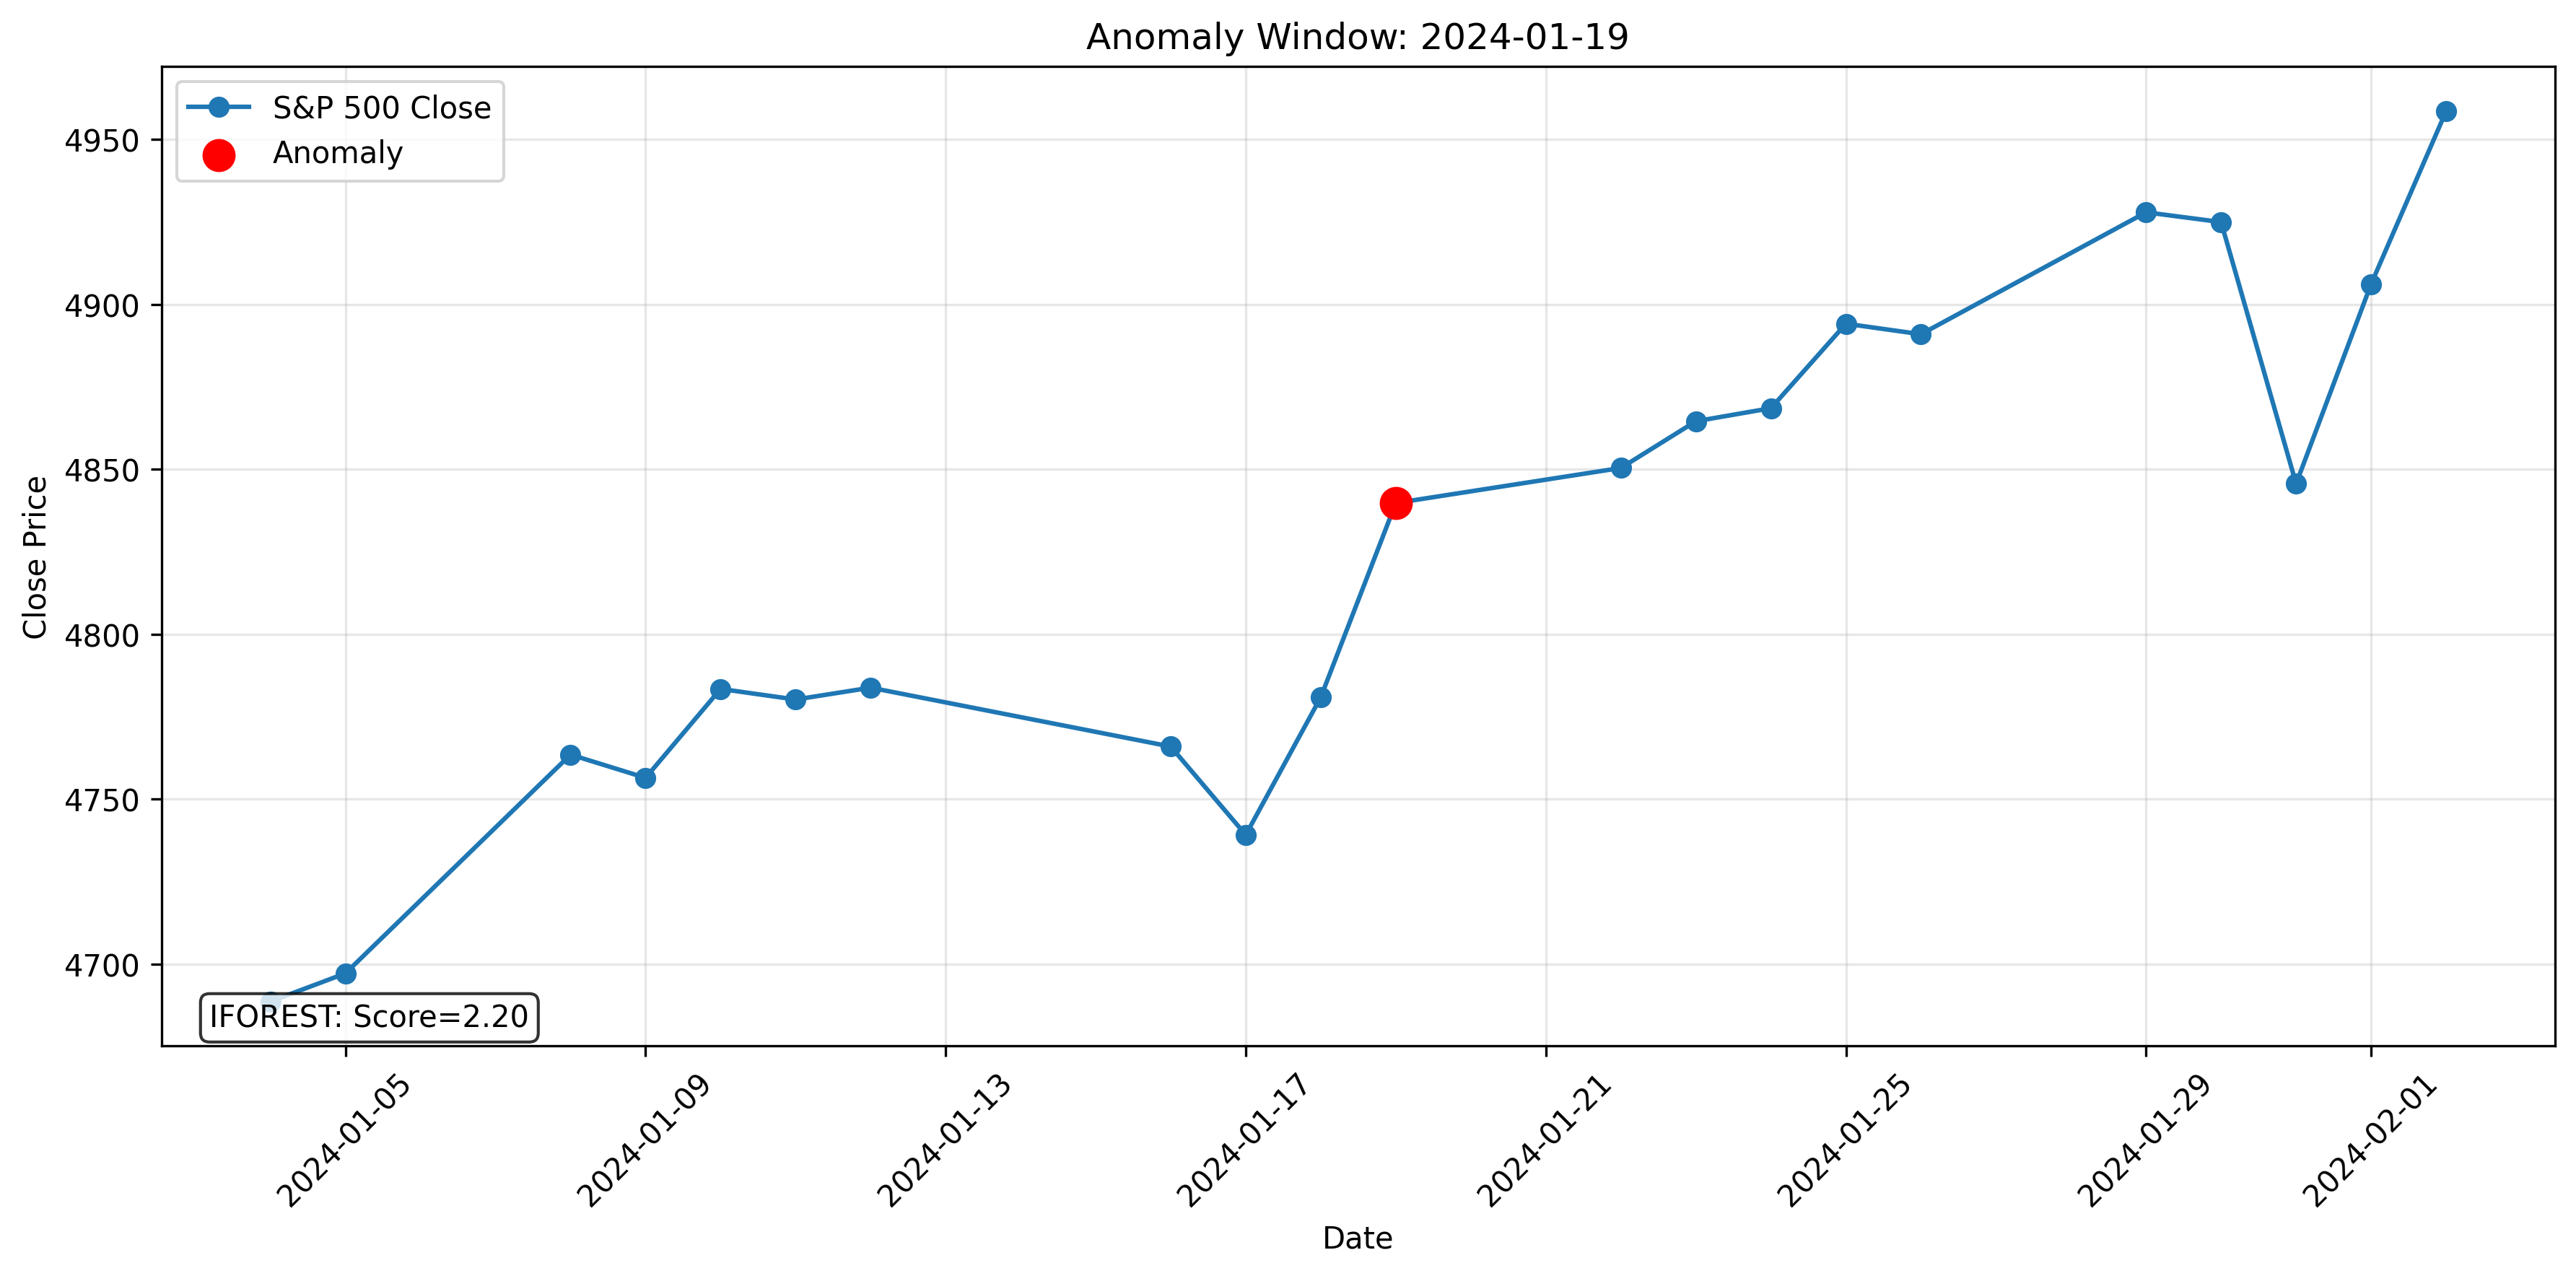 Anomaly Window: 2024-01-19
S&P 500 Close
Anomaly
4950
4900
4850
4800
4750
4700
Close Price
IFOREST: Score=2.20
2024-01-05
2024-01-09
2024-01-13
2024-01-17
2024-01-21
2024-01-25
2024-01-29
2024-02-01
Date